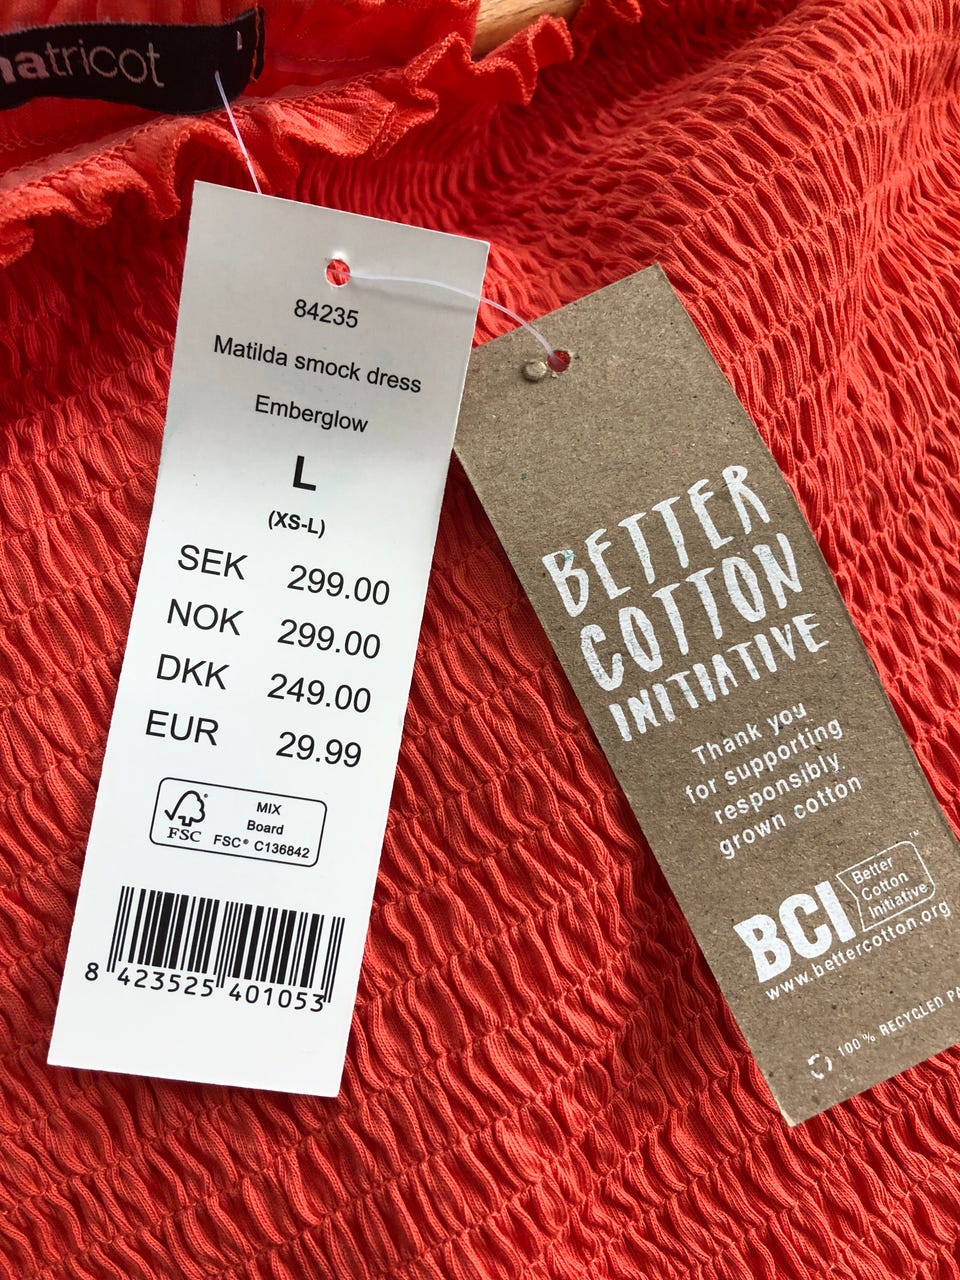 atricot
L
84235
Matilda smock dress
Emberglow
L
(XS-L)
SEK 299.00
NOK 299.00
DKK 249.00
EUR 29.99
FSC
MIX
Board
FSC® C136842
8 423525 401053
BETTER
COTTON
INITIATIVE
Thank you
for supporting
responsibly
grown cotton
BCI
Better
Cotton
Initiative
™
www.bettercotton.org
100 % RECYCLED